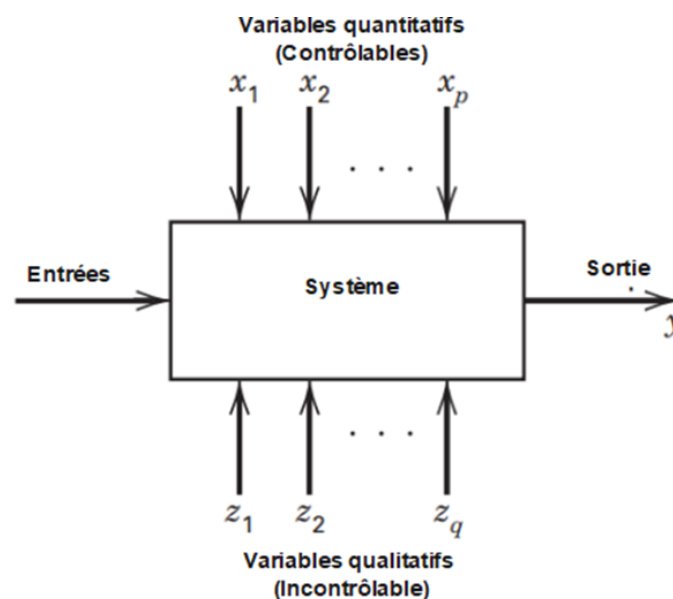 Variables quantitatifs
(Contrôlables)
x1 x2 xp
. . .
Entrées
Système
Sortie
y
. . .
z1 z2 zq
Variables qualitatifs
(Incontrôlable)